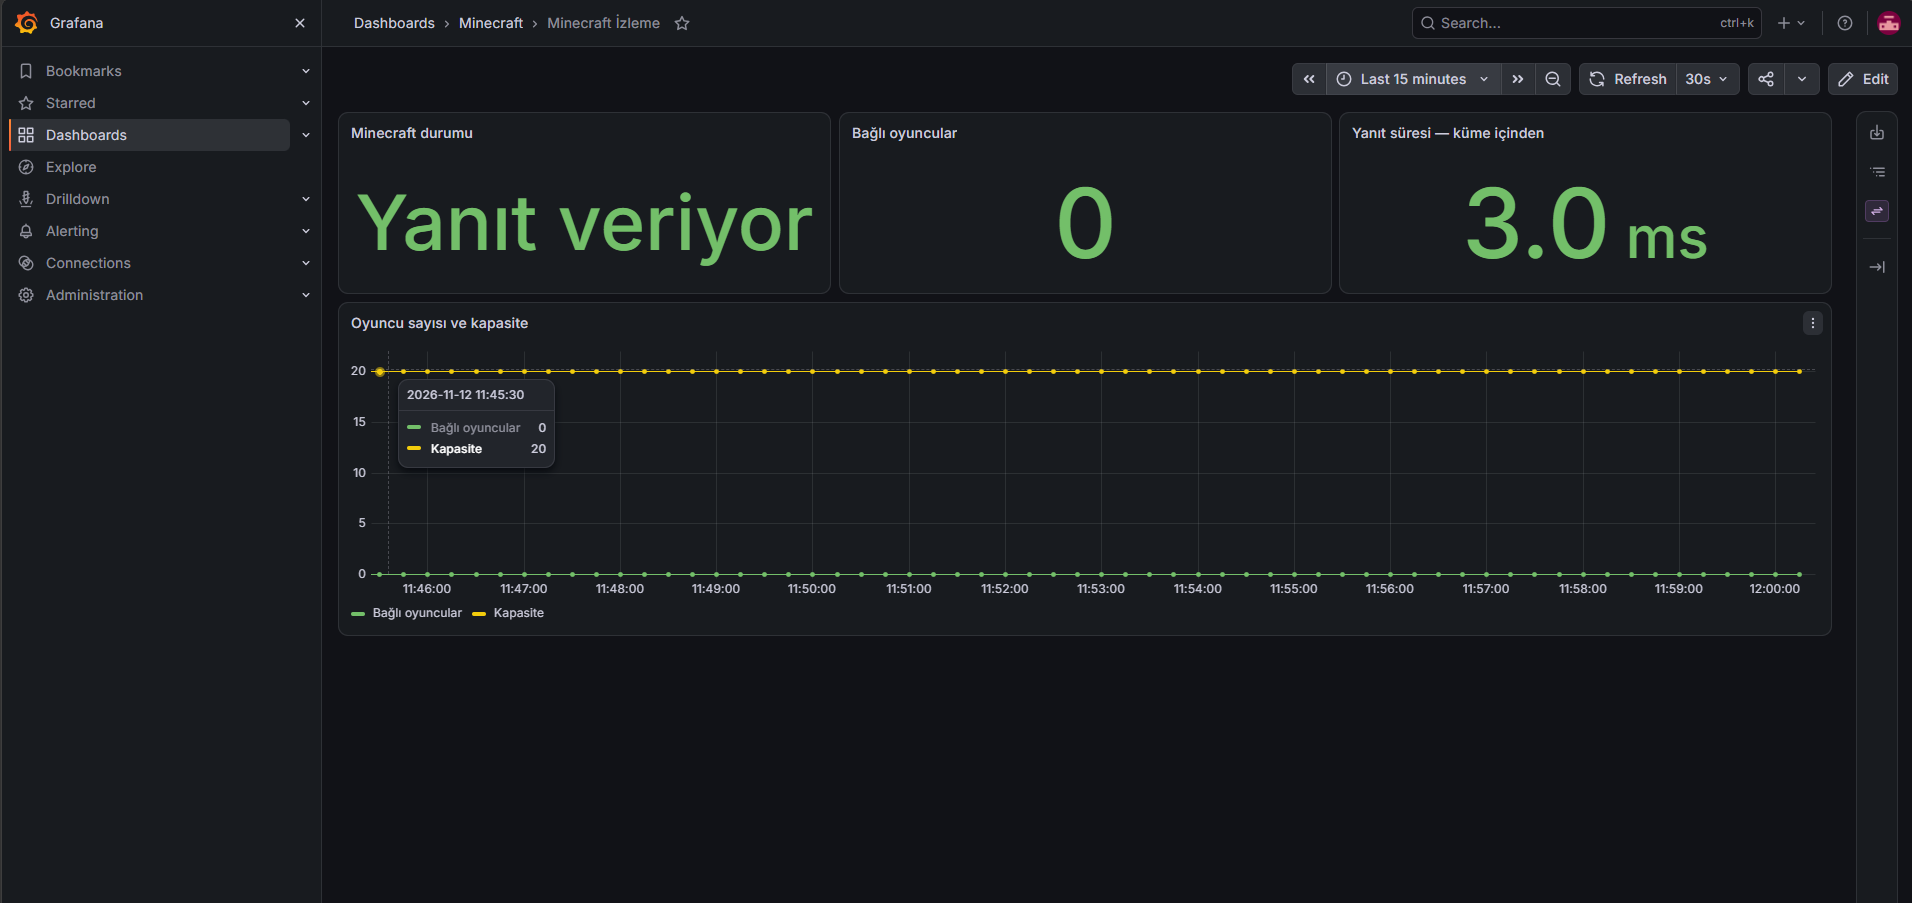 Grafana
Dashboards › Minecraft › Minecraft İzleme
Search...
ctrl+k
Bookmarks
Starred
Dashboards
Explore
Drilldown
Alerting
Connections
Administration
Last 15 minutes
Refresh
30s
Edit
Minecraft durumu
Yanıt veriyor
Bağlı oyuncular
0
Yanıt süresi — küme içinden
3.0 ms
Oyuncu sayısı ve kapasite
20
15
10
5
0
2026-11-12 11:45:30
Bağlı oyuncular 0
Kapasite 20
11:46:00 11:47:00 11:48:00 11:49:00 11:50:00 11:51:00 11:52:00 11:53:00 11:54:00 11:55:00 11:56:00 11:57:00 11:58:00 11:59:00 12:00:00
Bağlı oyuncular Kapasite